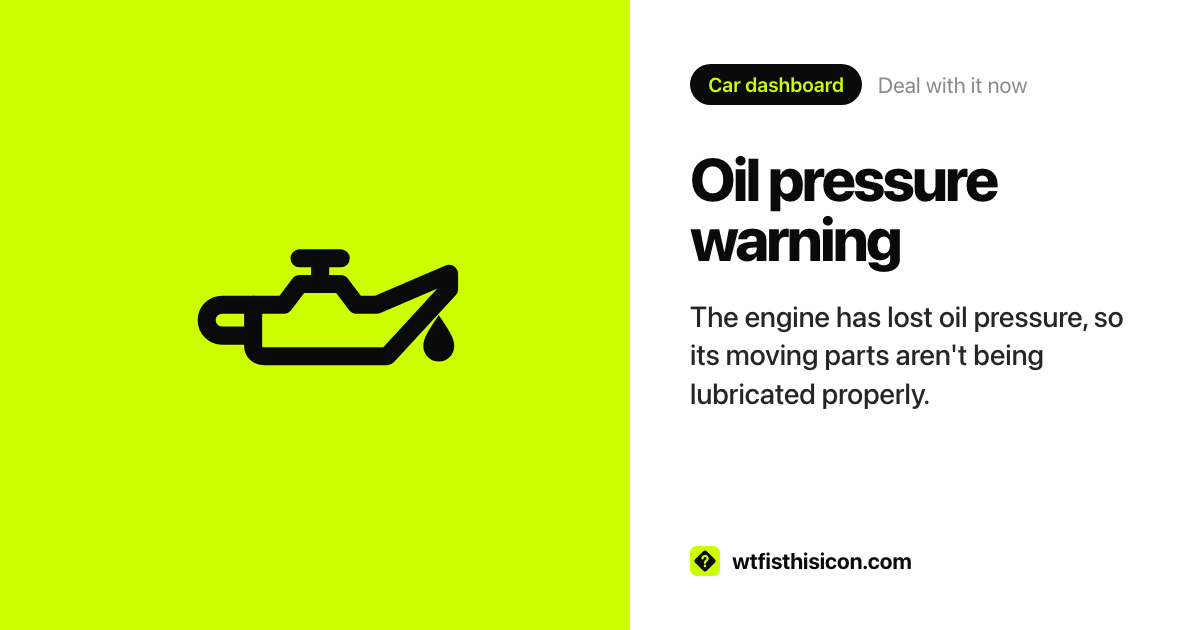 Car dashboard
Deal with it now
Oil pressure
warning
The engine has lost oil pressure, so
its moving parts aren't being
lubricated properly.
?
wtfisthisicon.com